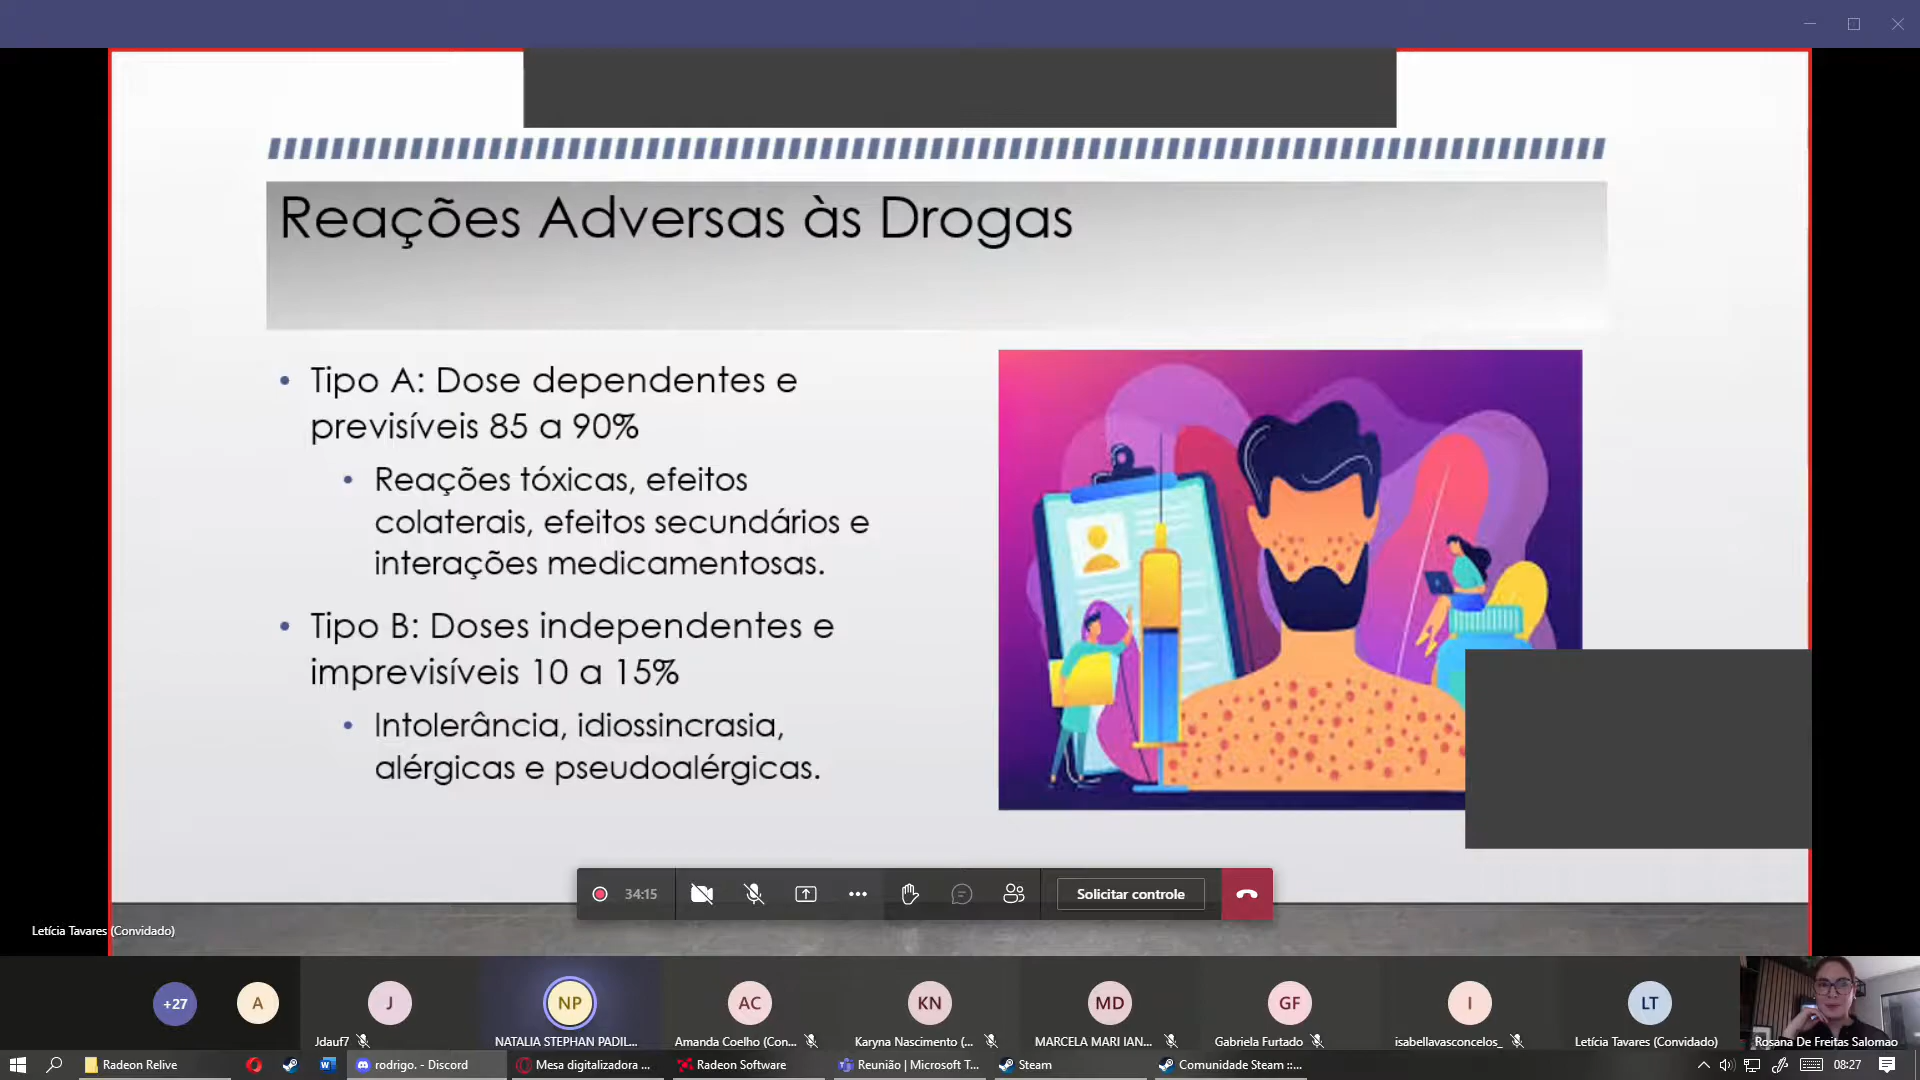 Reações Adversas às Drogas
• Tipo A: Dose dependentes e
previsíveis 85 a 90%
• Reações tóxicas, efeitos
colaterais, efeitos secundários e
interações medicamentosas.
• Tipo B: Doses independentes e
imprevisíveis 10 a 15%
• Intolerância, idiossincrasia,
alérgicas e pseudoalérgicas.
34:15
Solicitar controle
Letícia Tavares (Convidado)
+27
A
J
NP
AC
KN
MD
GF
I
LT
Jdauf7
NATALIA STEPHAN PADIL...
Amanda Coelho (Con...
Karyna Nascimento (...
MARCELA MARI IAN...
Gabriela Furtado
isabellavasconcelos_
Letícia Tavares (Convidado)
Rosana De Freitas Salomao
Radeon Relive
rodrigo. - Discord
Mesa digitalizadora ...
Radeon Software
Reunião | Microsoft T...
Steam
Comunidade Steam ::...
08:27